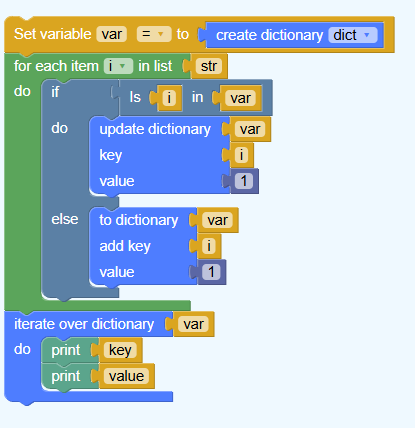 Set variable var = to create dictionary dict
for each item i in list str
do if Is i in var
do update dictionary var
key i
value 1
else to dictionary var
add key i
value 1
iterate over dictionary var
do print key
print value